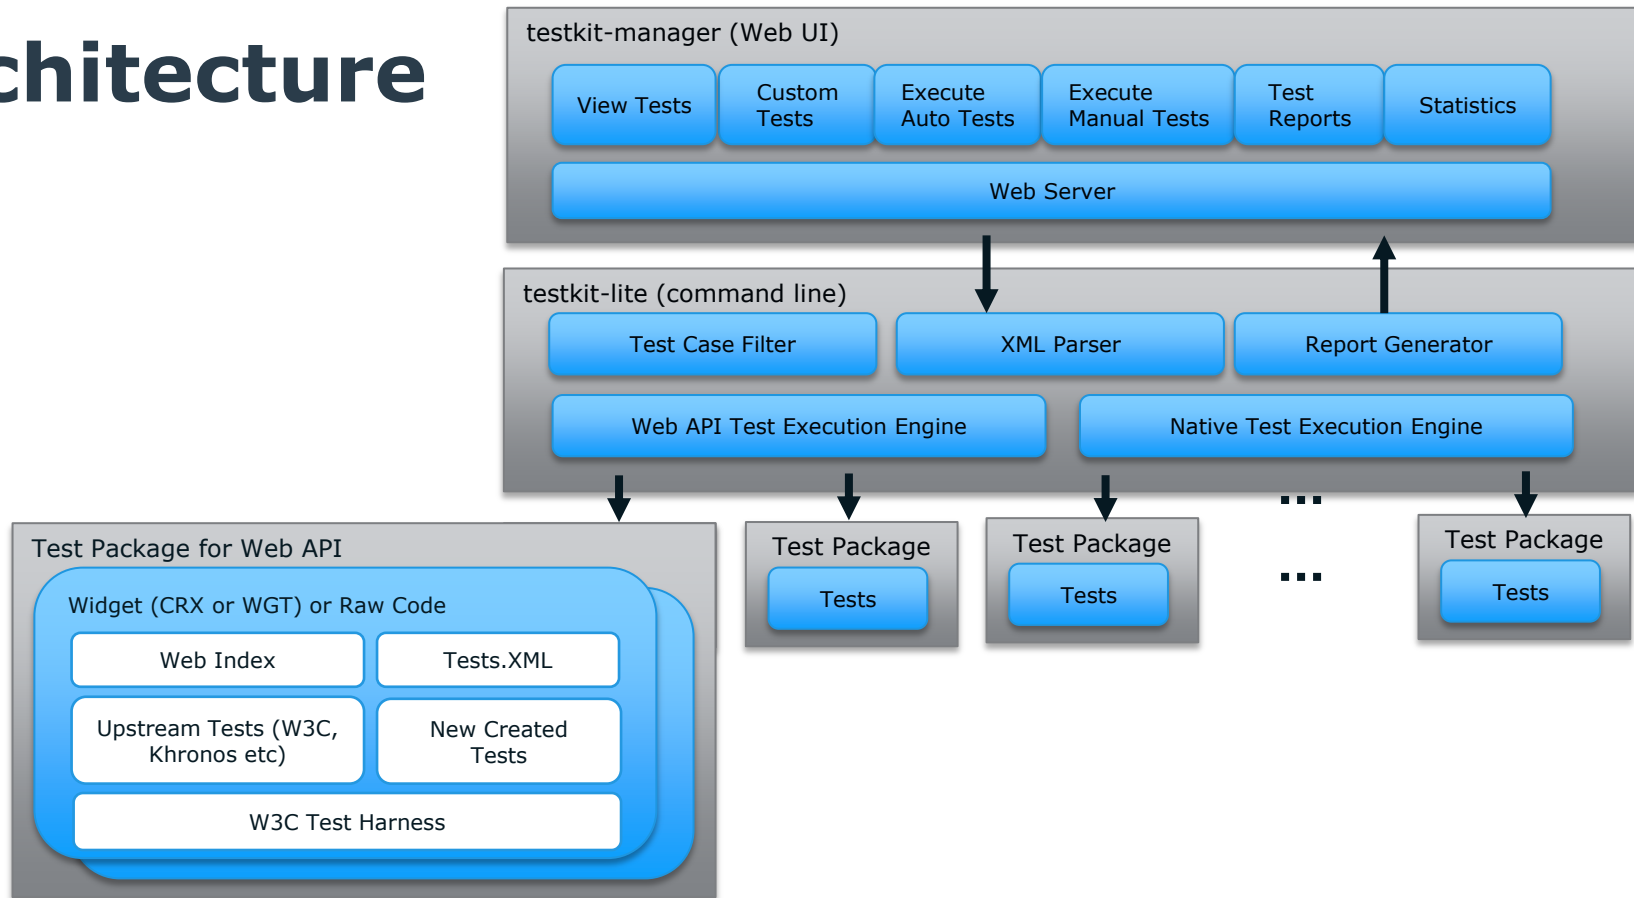 chitecture
testkit-manager (Web UI)
View Tests
Custom
Tests
Execute
Auto Tests
Execute
Manual Tests
Test
Reports
Statistics
Web Server
testkit-lite (command line)
Test Case Filter
XML Parser
Report Generator
Web API Test Execution Engine
Native Test Execution Engine
...
Test Package for Web API
Widget (CRX or WGT) or Raw Code
Web Index
Tests.XML
Upstream Tests (W3C,
Khronos etc)
New Created
Tests
W3C Test Harness
Test Package
Tests
Test Package
Tests
...
Test Package
Tests